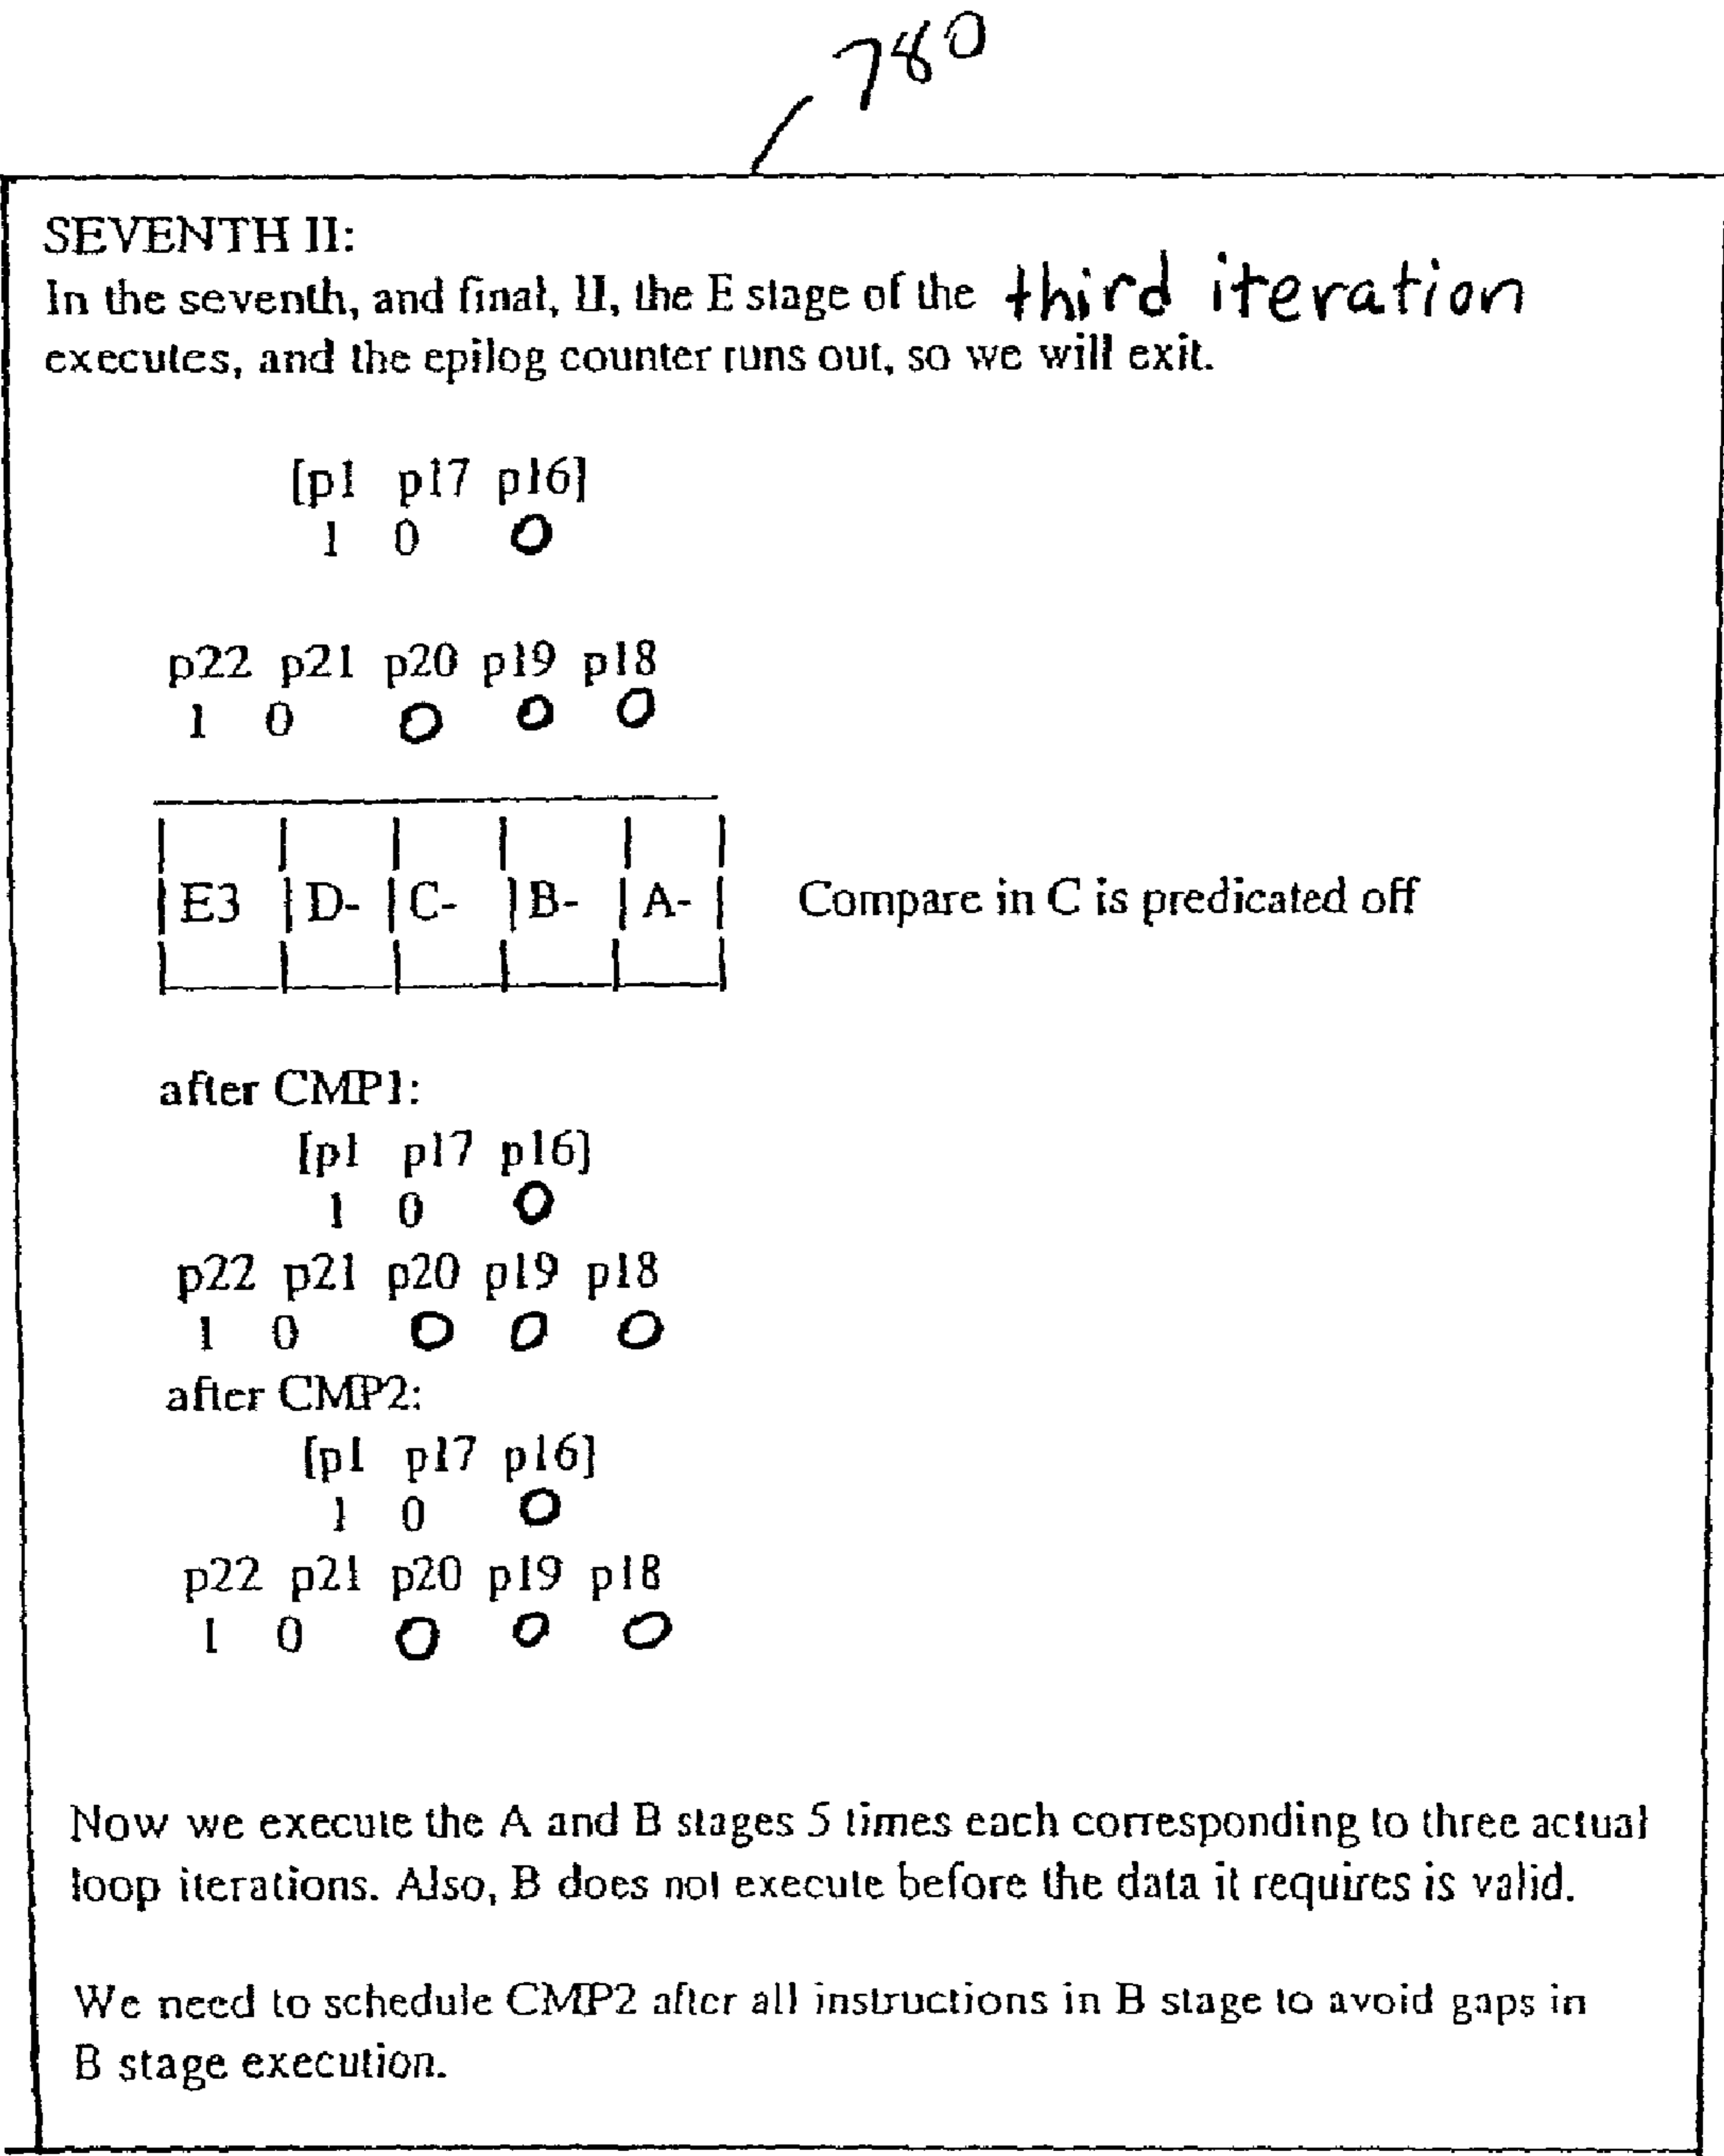 780
SEVENTH II:
In the seventh, and final, II, the E stage of the third iteration
executes, and the epilog counter runs out, so we will exit.
[p1 p17 p16]
1 0 0
p22 p21 p20 p19 p18
1 0 0 0 0
|E3 |D- |C- |B- |A- | Compare in C is predicated off
after CMP1:
[p1 p17 p16]
1 0 0
p22 p21 p20 p19 p18
1 0 0 0 0
after CMP2:
[p1 p17 p16]
1 0 0
p22 p21 p20 p19 p18
1 0 0 0 0
Now we execute the A and B stages 5 times each corresponding to three actual
loop iterations. Also, B does not execute before the data it requires is valid.
We need to schedule CMP2 after all instructions in B stage to avoid gaps in
B stage execution.